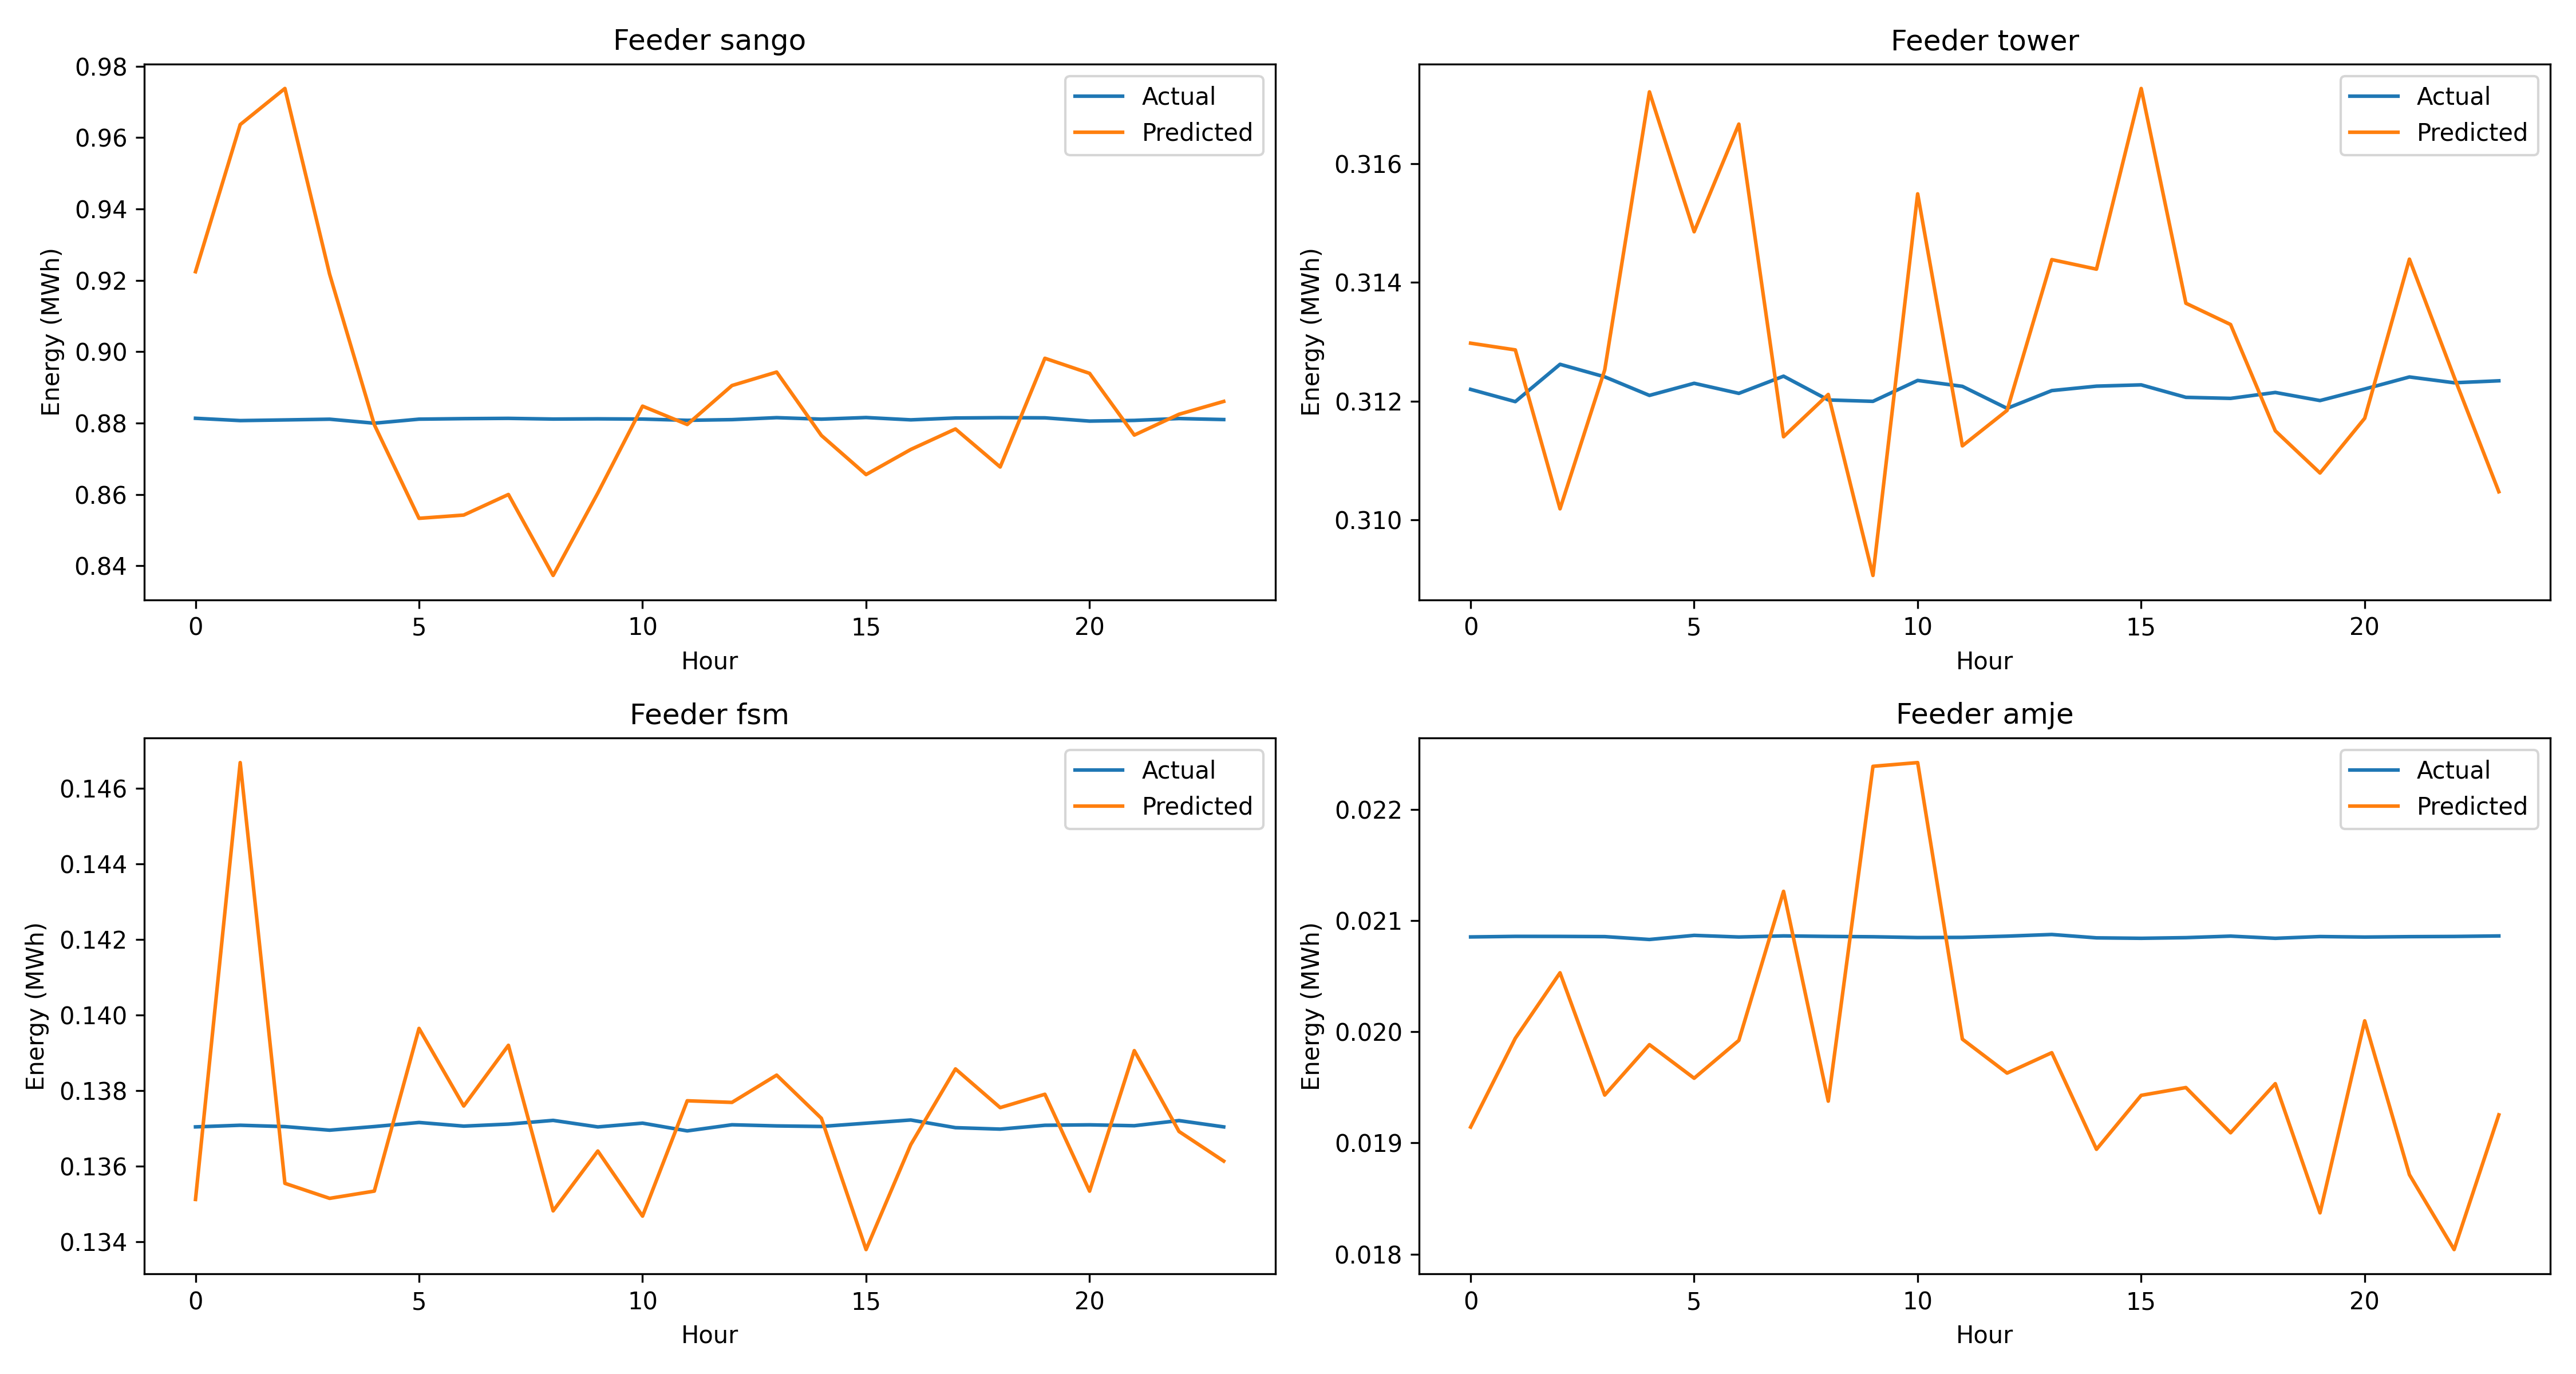 Feeder sango
0.98
0.96
0.94
0.92
0.90
0.88
0.86
0.84
Energy (MWh)
0
5
10
15
20
Hour
Actual
Predicted
Feeder tower
0.316
0.314
0.312
0.310
Energy (MWh)
0
5
10
15
20
Hour
Actual
Predicted
Feeder fsm
0.146
0.144
0.142
0.140
0.138
0.136
0.134
Energy (MWh)
0
5
10
15
20
Hour
Actual
Predicted
Feeder amje
0.022
0.021
0.020
0.019
0.018
Energy (MWh)
0
5
10
15
20
Hour
Actual
Predicted